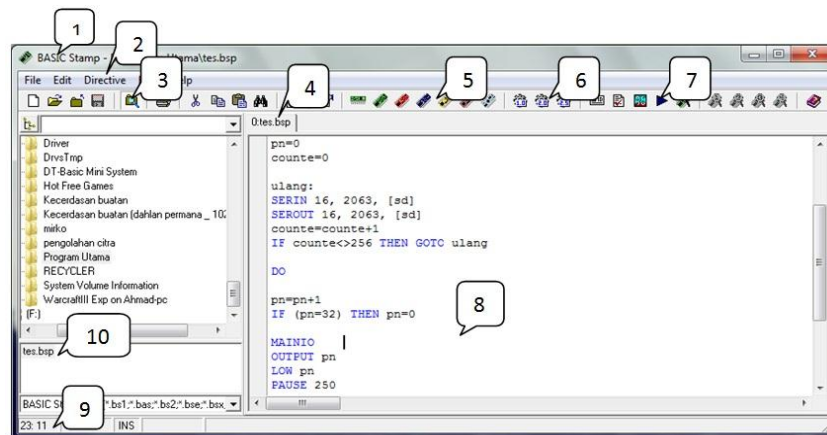 1
2
BASIC Stamp - tama\tes.bsp
3
4
5
6
7
File Edit Directive lp
0:tes.bsp
Driver
DrvsTmp
DT-Basic Mini System
Hot Free Games
Kecerdasan buatan
Kecerdasan buatan (dahlan permana _ 102
mirko
pengolahan citra
Program Utama
RECYCLER
System Volume Information
WarcraftIII Exp on Ahmad-pc
(F:)
pn=0
counte=0
ulang:
SERIN 16, 2063, [sd]
SEROUT 16, 2063, [sd]
counte=counte+1
IF counte<>256 THEN GOTO ulang
DO
pn=pn+1
IF (pn=32) THEN pn=0
MAINIO
OUTPUT pn
LOW pn
PAUSE 250
8
10
tes.bsp
9
BASIC St *.bs1;*.bas;*.bs2;*.bse;*.bsx,
23: 11 INS